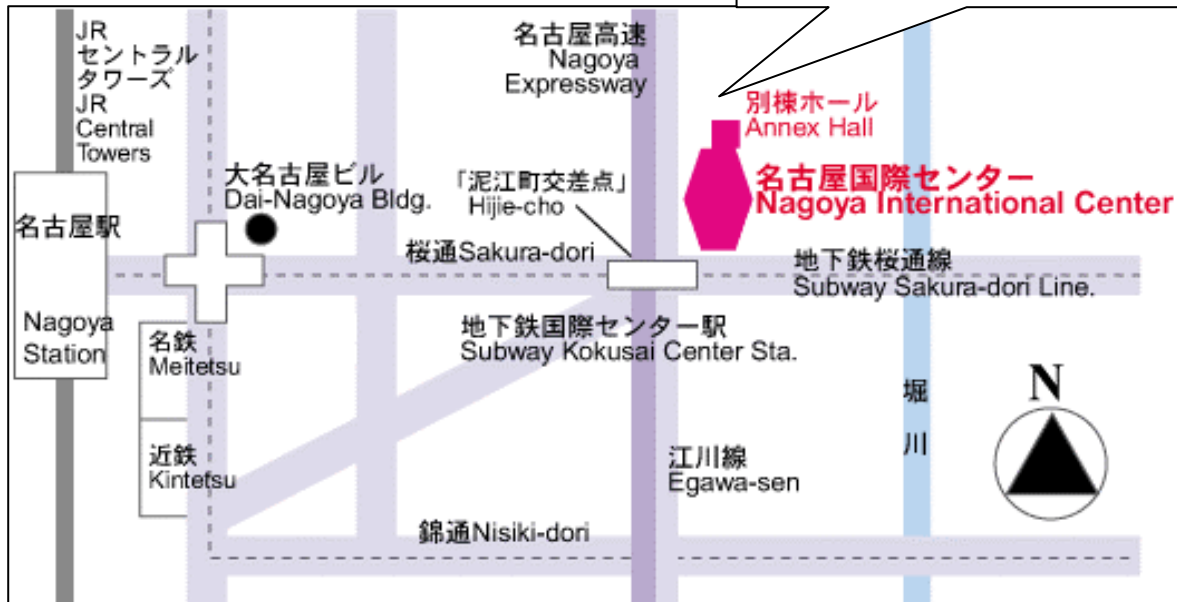 JR
セントラル
タワーズ
JR
Central
Towers
名古屋高速
Nagoya
Expressway
別棟ホール
Annex Hall
大名古屋ビル
Dai-Nagoya Bldg.
「泥江町交差点」
Hijie-cho
名古屋国際センター
Nagoya International Center
名古屋駅
桜通Sakura-dori
地下鉄桜通線
Subway Sakura-dori Line.
Nagoya
Station
名鉄
Meitetsu
地下鉄国際センター駅
Subway Kokusai Center Sta.
堀
川
N
近鉄
Kintetsu
江川線
Egawa-sen
錦通Nisiki-dori